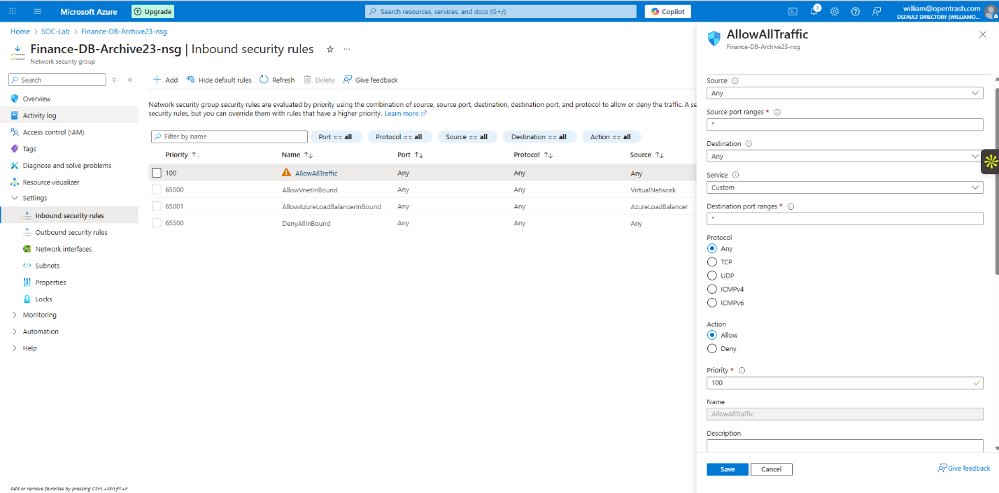 Microsoft Azure
Upgrade
Search resources, services, and docs (G+/)
Copilot
3
william@opentrash.com
DEFAULT DIRECTORY (WILLIAMO...
Home > SOC-Lab > Finance-DB-Archive23-nsg
Finance-DB-Archive23-nsg | Inbound security rules
Network security group
Search
Overview
Activity log
Access control (IAM)
Tags
Diagnose and solve problems
Resource visualizer
Settings
Inbound security rules
Outbound security rules
Network interfaces
Subnets
Properties
Locks
Monitoring
Automation
Help
Add or remove favorites by pressing Ctrl+Shift+F
Add Hide default rules Refresh Delete Give feedback
Network security group security rules are evaluated by priority using the combination of source, source port, destination, destination port, and protocol to allow or deny the traffic. A se
security rules, but you can override them with rules that have a higher priority. Learn more
Filter by name
Port == all Protocol == all Source == all Destination == all Action == all
Priority Name Port Protocol Source
100 AllowAllTraffic Any Any Any
65000 AllowVnetInBound Any Any VirtualNetwork
65001 AllowAzureLoadBalancerInBound Any Any AzureLoadBalancer
65500 DenyAllInBound Any Any Any
AllowAllTraffic
Finance-DB-Archive23-nsg
Source
Any
Source port ranges *
*
Destination
Any
Service
Custom
Destination port ranges *
*
Protocol
Any
TCP
UDP
ICMPv4
ICMPv6
Action
Allow
Deny
Priority *
100
Name
AllowAllTraffic
Description
Save Cancel
Give feedback